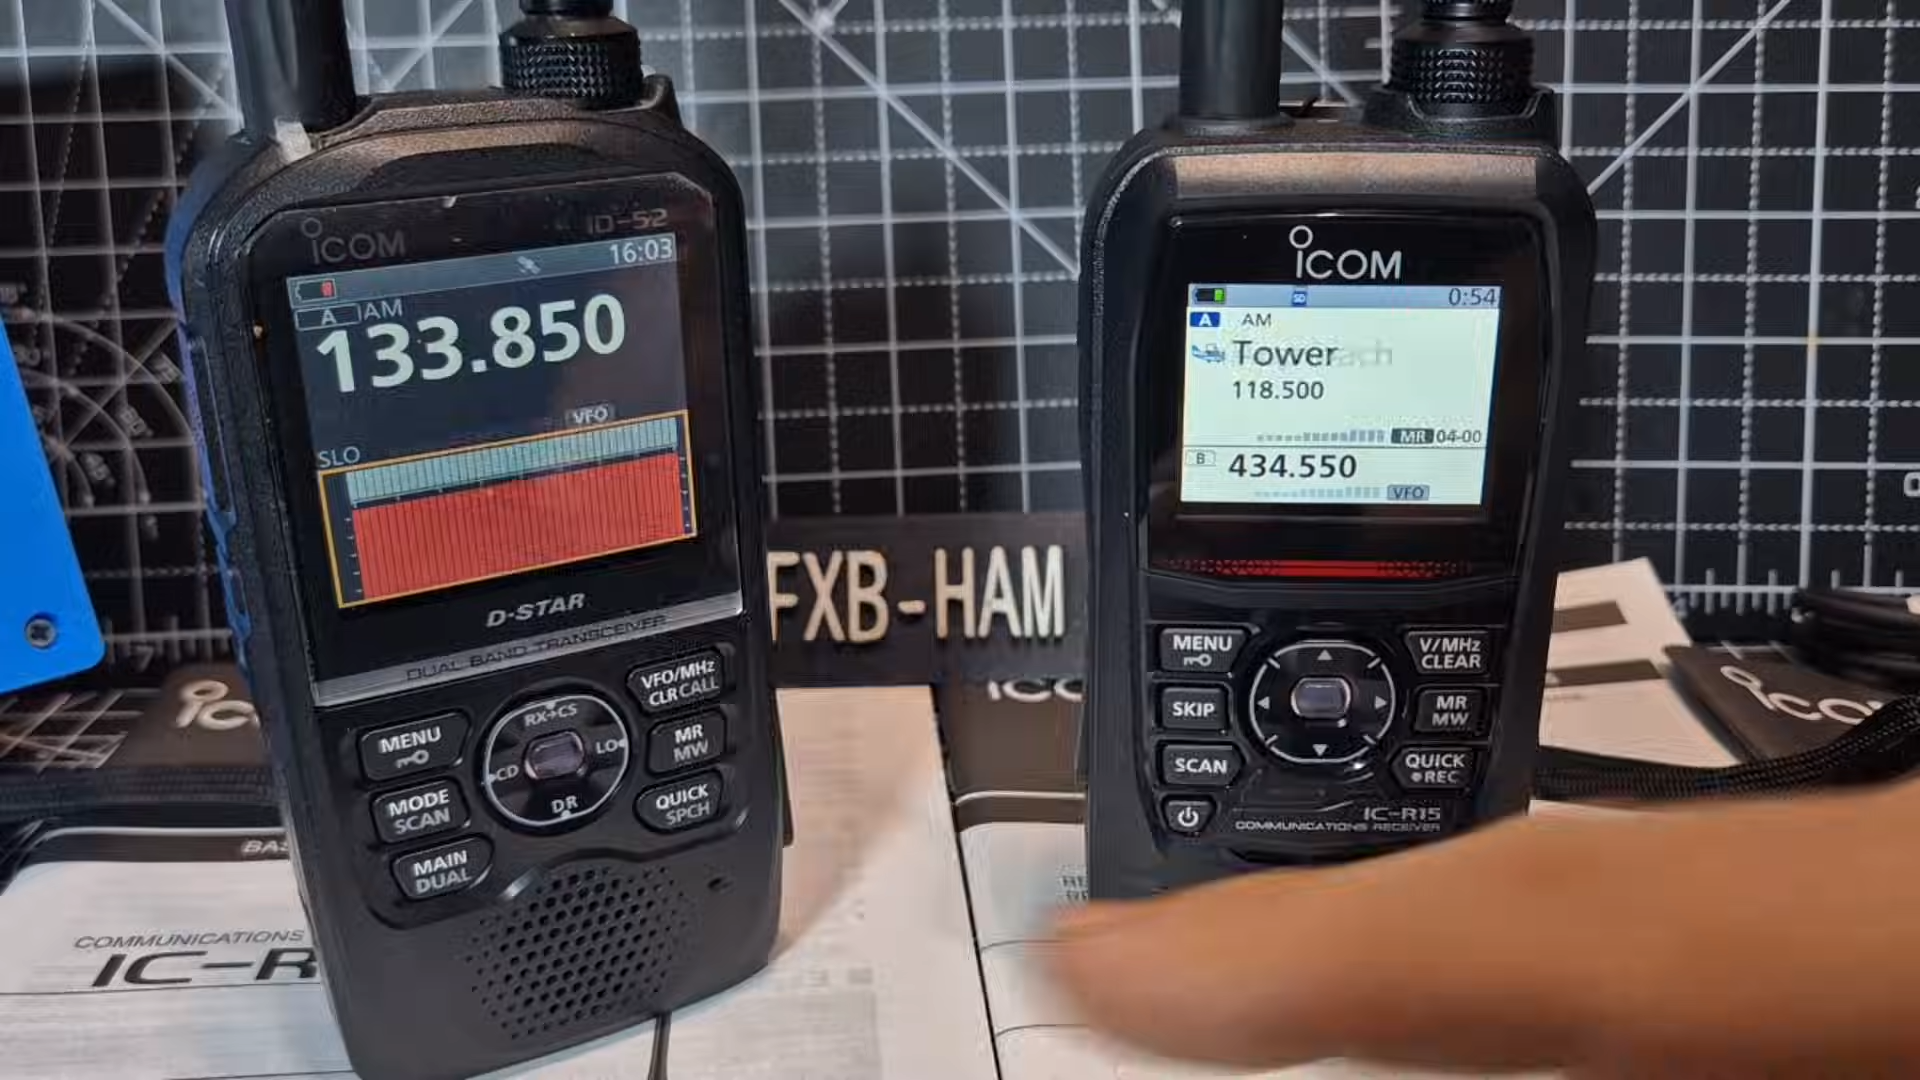 ICOM
ID-52
16:03
A AM
133.850
VFO
SLO
D-STAR
DUAL BAND TRANSCEIVER
VFO/MHz
CLR CALL
RX→CS
MENU
LO
MR
MW
CD
MODE
SCAN
DR
QUICK
SPCH
MAIN
DUAL
COMMUNICATIONS
IC-R
FXB-HAM
ICOM
SD
0:54
A AM
Tower
118.500
MR 04-00
B 434.550
VFO
MENU
V/MHz
CLEAR
SKIP
MR
MW
SCAN
QUICK
REC
IC-R15
COMMUNICATIONS RECEIVER